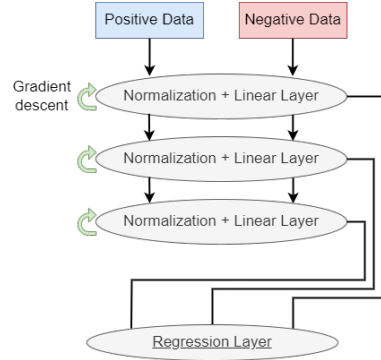 Positive Data
Negative Data
Gradient
descent
Normalization + Linear Layer
Normalization + Linear Layer
Normalization + Linear Layer
Regression Layer